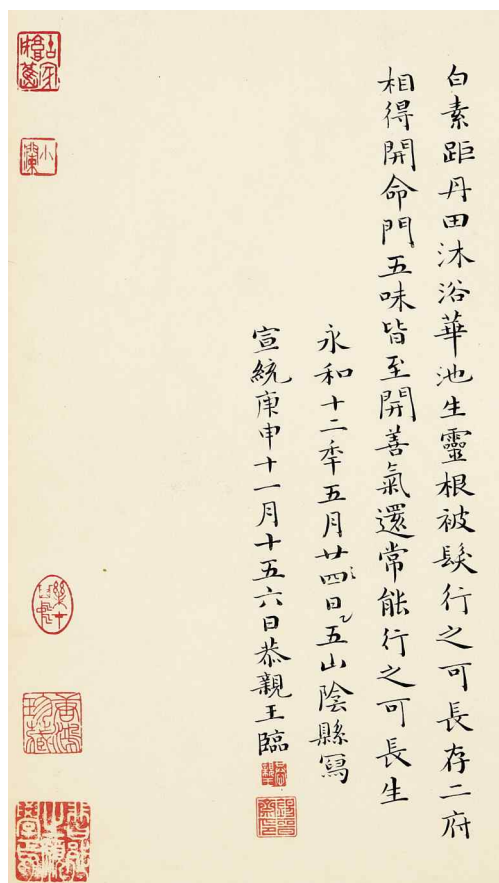 白素距丹田沐浴華池生靈根被髮行之可長存二府
相得開命門五味皆至開善氣還常能行之可長生
永和十二年五月廿四日五山陰縣寫
宣統庚申十一月十五六日恭親王臨
小瀾